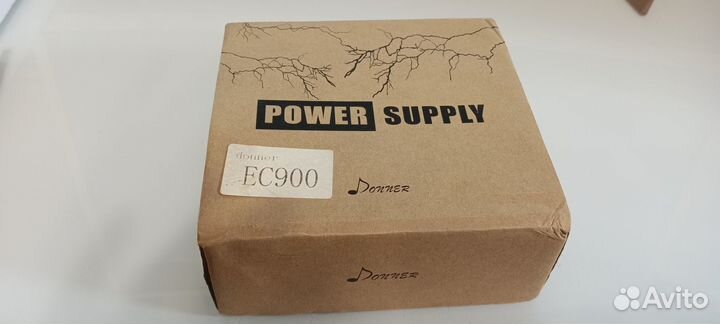 POWER SUPPLY
donner
EC900
DONNER
DONNER
Avito